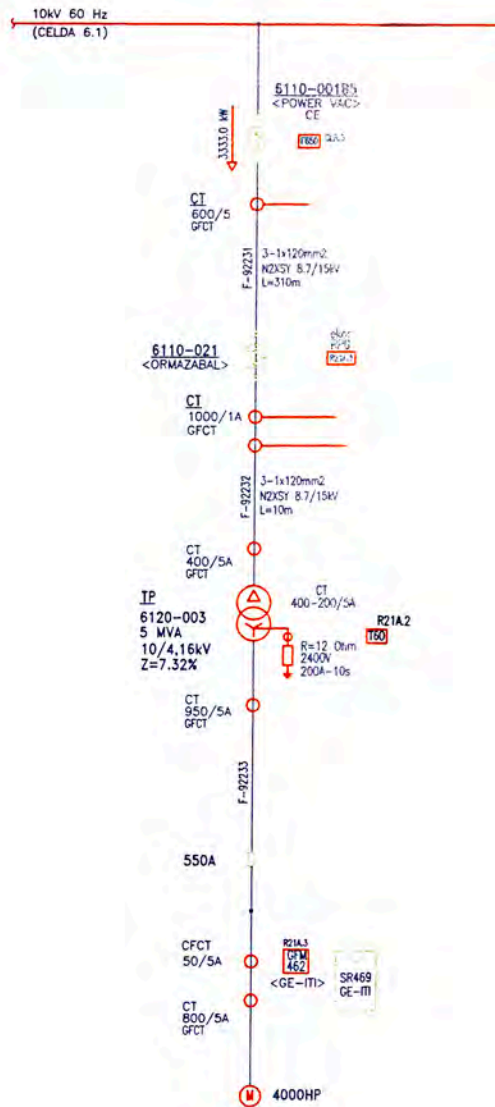 10kV 60 Hz
(CELDA 6.1)
6110-001B5
<POWER VAC>
CE
3333.0 kW
F650
CT
600/5
GFCT
F-92231
3-1x120mm2
N2XSY 8.7/15kV
L=310m
6110-021
<ORMAZABAL>
CT
1000/1A
GFCT
F-92232
3-1x120mm2
N2XSY 8.7/15kV
L=10m
CT
400/5A
GFCT
TP
6120-003
5 MVA
10/4,16kV
Z=7.32%
CT
400-200/5A
R=12 Ohm
2400V
200A-10s
R21A.2
T60
CT
950/5A
GFCT
F-92233
550A
CFCT
50/5A
R21A.3
GFM
462
<GE-ITI>
SR469
GE-ITI
CT
800/5A
GFCT
M
4000HP